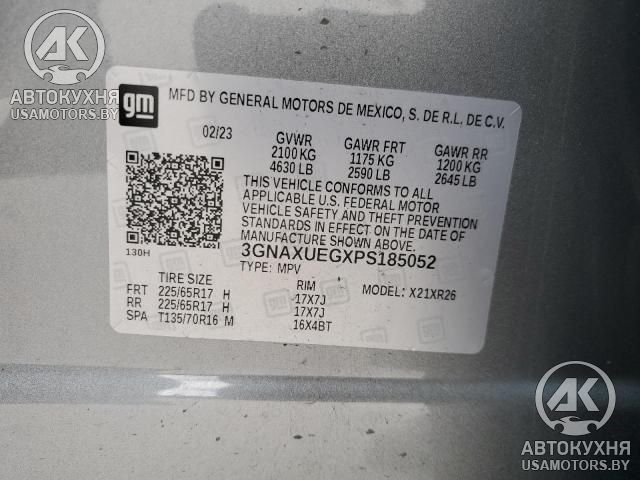 АК
АВТОКУХНЯ
USAMOTORS.BY
gm
MFD BY GENERAL MOTORS DE MEXICO, S. DE R.L. DE C.V.
02/23 GVWR GAWR FRT GAWR RR
2100 KG 1175 KG 1200 KG
4630 LB 2590 LB 2645 LB
THIS VEHICLE CONFORMS TO ALL
APPLICABLE U.S. FEDERAL MOTOR
VEHICLE SAFETY AND THEFT PREVENTION
STANDARDS IN EFFECT ON THE DATE OF
MANUFACTURE SHOWN ABOVE.
130H 3GNAXUEGXPS185052
TYPE: MPV
TIRE SIZE RIM MODEL: X21XR26
FRT 225/65R17 H 17X7J
RR 225/65R17 H 17X7J
SPA T135/70R16 M 16X4BT
АК
АВТОКУХНЯ
USAMOTORS.BY